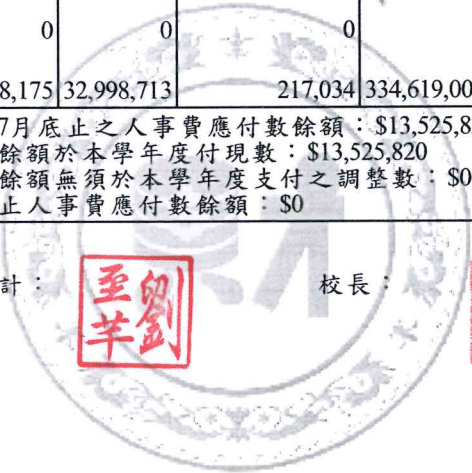 0 0 0
8,175 32,998,713 217,034 334,619,00
7月底止之人事費應付數餘額：$13,525,8
餘額於本學年度付現數：$13,525,820
餘額無須於本學年度支付之調整數：$0
止人事費應付數餘額：$0
計： 校長：
劉至芊